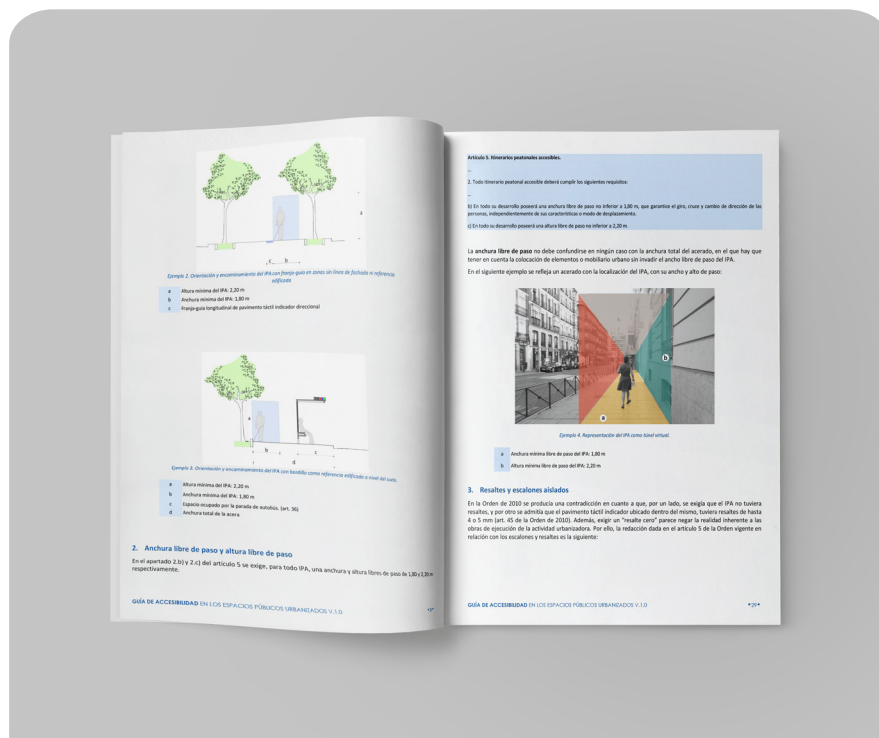 a
c b
Ejemplo 2. Orientación y encaminamiento del IPA con franja-guía en zonas sin línea de fachada ni referencia
edificada
a Altura mínima del IPA: 2,20 m
b Anchura mínima del IPA: 1,80 m
c Franja-guía longitudinal de pavimento táctil indicador direccional
a
b c
d
Ejemplo 3. Orientación y encaminamiento del IPA con bordillo como referencia edificada a nivel del suelo.
a Altura mínima del IPA: 2,20 m
b Anchura mínima del IPA: 1,80 m
c Espacio ocupado por la parada de autobús. (art. 36)
d Anchura total de la acera
2. Anchura libre de paso y altura libre de paso
En el apartado 2.b) y 2.c) del artículo 5 se exige, para todo IPA, una anchura y altura libres de paso de 1,80 y 2,20 m
respectivamente.
GUÍA DE ACCESIBILIDAD EN LOS ESPACIOS PÚBLICOS URBANIZADOS V.1.0
Artículo 5. Itinerarios peatonales accesibles.
...
2. Todo itinerario peatonal accesible deberá cumplir los siguientes requisitos:
...
b) En todo su desarrollo poseerá una anchura libre de paso no inferior a 1,80 m, que garantice el giro, cruce y cambio de dirección de las
personas, independientemente de sus características o modo de desplazamiento.
c) En todo su desarrollo poseerá una altura libre de paso no inferior a 2,20 m
La anchura libre de paso no debe confundirse en ningún caso con la anchura total del acerado, en el que hay que
tener en cuenta la colocación de elementos o mobiliario urbano sin invadir el ancho libre de paso del IPA.
En el siguiente ejemplo se refleja un acerado con la localización del IPA, con su ancho y alto de paso:
b
a
Ejemplo 4. Representación del IPA como túnel virtual.
a Anchura mínima libre de paso del IPA: 1,80 m
b Altura mínima libre de paso del IPA: 2,20 m
3. Resaltes y escalones aislados
En la Orden de 2010 se producía una contradicción en cuanto a que, por un lado, se exigía que el IPA no tuviera
resaltes, y por otro se admitía que el pavimento táctil indicador ubicado dentro del mismo, tuviera resaltes de hasta
4 o 5 mm (art. 45 de la Orden de 2010). Además, exigir un "resalte cero" parece negar la realidad inherente a las
obras de ejecución de la actividad urbanizadora. Por ello, la redacción dada en el artículo 5 de la Orden vigente en
relación con los escalones y resaltes es la siguiente:
GUÍA DE ACCESIBILIDAD EN LOS ESPACIOS PÚBLICOS URBANIZADOS V.1.0
•29•